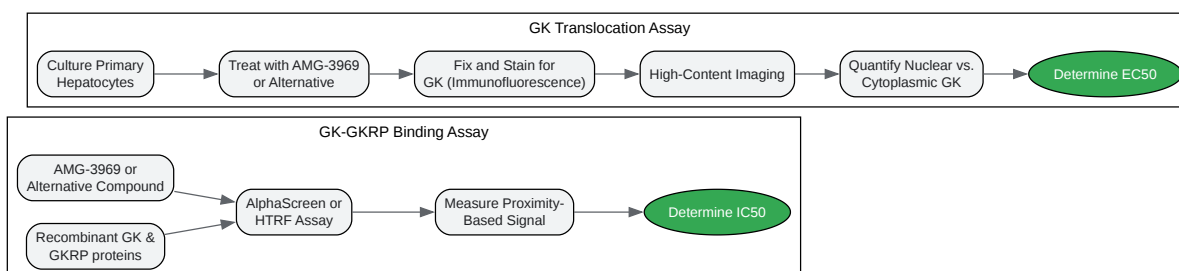 GK Translocation Assay
Culture Primary
Hepatocytes
Treat with AMG-3969
or Alternative
Fix and Stain for
GK (Immunofluorescence)
High-Content Imaging
Quantify Nuclear vs.
Cytoplasmic GK
Determine EC50
GK-GKRP Binding Assay
AMG-3969 or
Alternative Compound
Recombinant GK &
GKRP proteins
AlphaScreen or
HTRF Assay
Measure Proximity-
Based Signal
Determine IC50